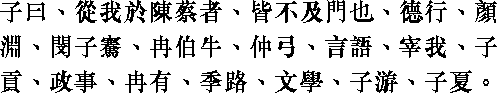 子曰、從我於陳蔡者、皆不及門也、德行、顏
淵、閔子騫、冉伯牛、仲弓、言語、宰我、子
貢、政事、冉有、季路、文學、子游、子夏。